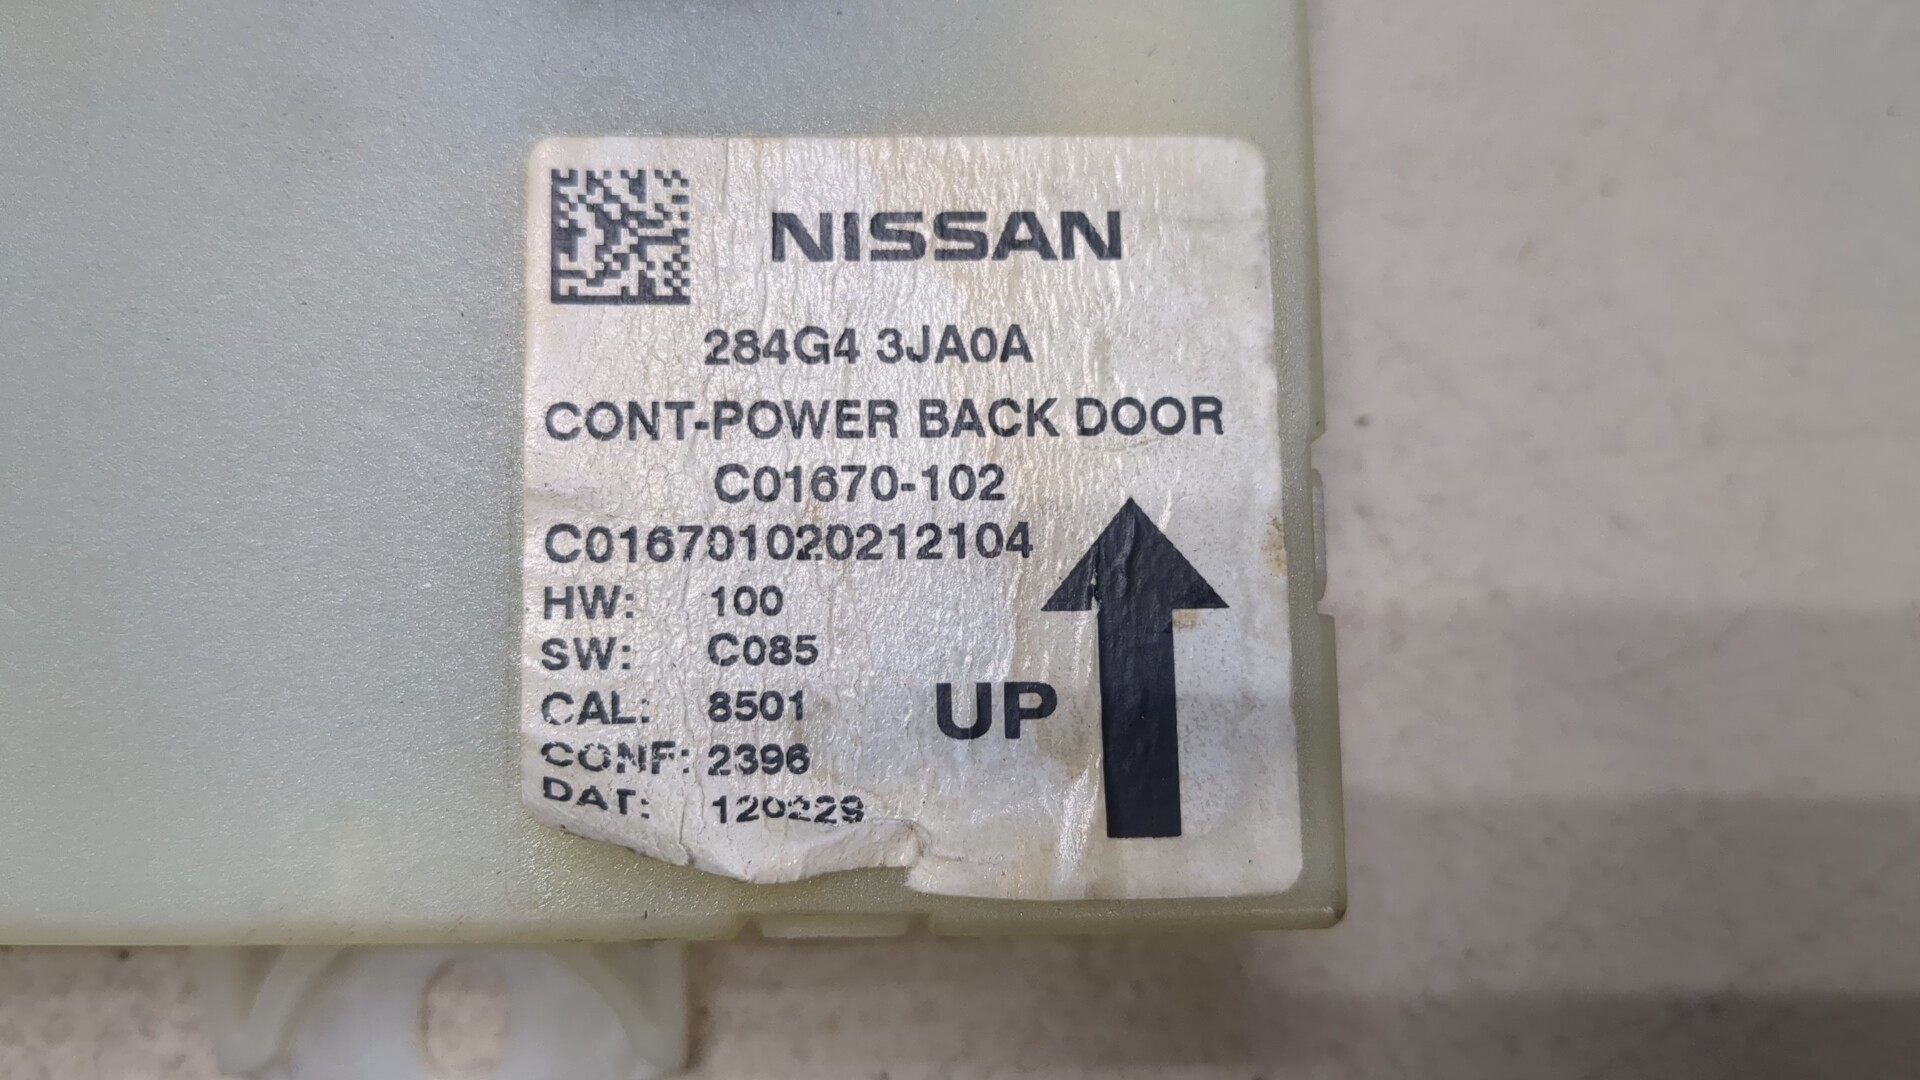 NISSAN
284G4 3JA0A
CONT-POWER BACK DOOR
C01670-102
C016701020212104
HW: 100
SW: C085
CAL: 8501
CONF: 2396
DAT: 120229
UP